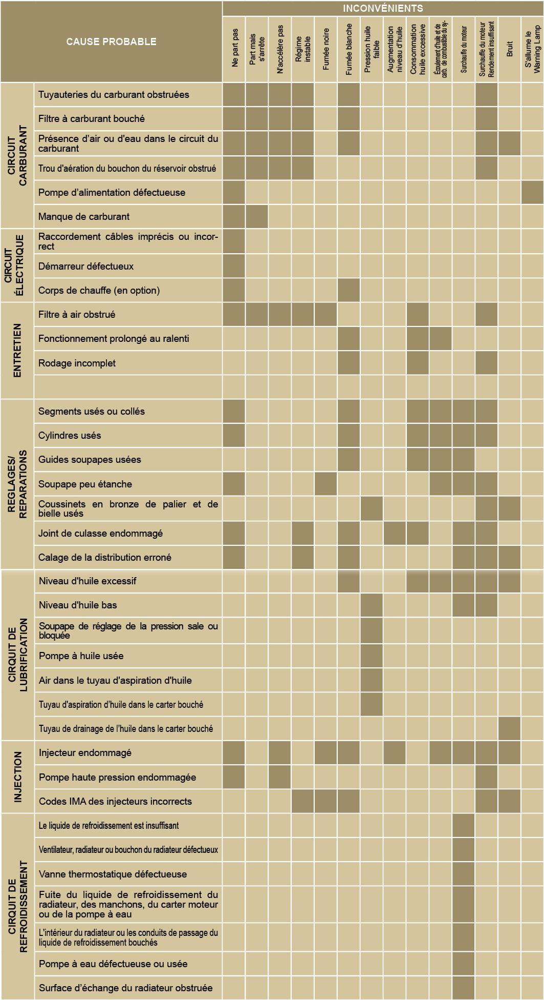 INCONVÉNIENTS
CAUSE PROBABLE
Ne part pas
Part mais
s'arrête
N'accélère pas
Régime
instable
Fumée noire
Fumée blanche
Pression huile
faible
Augmentation
niveau d'huile
Consommation
huile excessive
Écoulement d'huile et de
carb. de combustible du sy-
Surchauffe du moteur
Surchauffe du moteur
Rendement insuffisant
Bruit
S'allume le
Warning Lamp
CIRCUIT
CARBURANT
Tuyauteries du carburant obstruées
Filtre à carburant bouché
Présence d’air ou d'eau dans le circuit du
carburant
Trou d'aération du bouchon du réservoir obstrué
Pompe d’alimentation défectueuse
Manque de carburant
CIRCUIT
ÉLECTRIQUE
Raccordement câbles imprécis ou incor-
rect
Démarreur défectueux
Corps de chauffe (en option)
ENTRETIEN
Filtre à air obstrué
Fonctionnement prolongé au ralenti
Rodage incomplet
REGLAGES/
REPARATIONS
Segments usés ou collés
Cylindres usés
Guides soupapes usées
Soupape peu étanche
Coussinets en bronze de palier et de
bielle usés
Joint de culasse endommagé
Calage de la distribution erroné
CIRQUIT DE
LUBRIFICATION
Niveau d'huile excessif
Niveau d'huile bas
Soupape de réglage de la pression sale ou
bloquée
Pompe à huile usée
Air dans le tuyau d'aspiration d'huile
Tuyau d'aspiration d’huile dans le carter bouché
Tuyau de drainage de l’huile dans le carter bouché
INJECTION
Injecteur endommagé
Pompe haute pression endommagée
Codes IMA des injecteurs incorrects
CIRQUIT DE
REFROIDISSEMENT
Le liquide de refroidissement est insuffisant
Ventilateur, radiateur ou bouchon du radiateur défectueux
Vanne thermostatique défectueuse
Fuite du liquide de refroidissement du
radiateur, des manchons, du carter moteur
ou de la pompe à eau
L'intérieur du radiateur ou les conduits de passage du
liquide de refroidissement bouchés
Pompe à eau défectueuse ou usée
Surface d’échange du radiateur obstruée